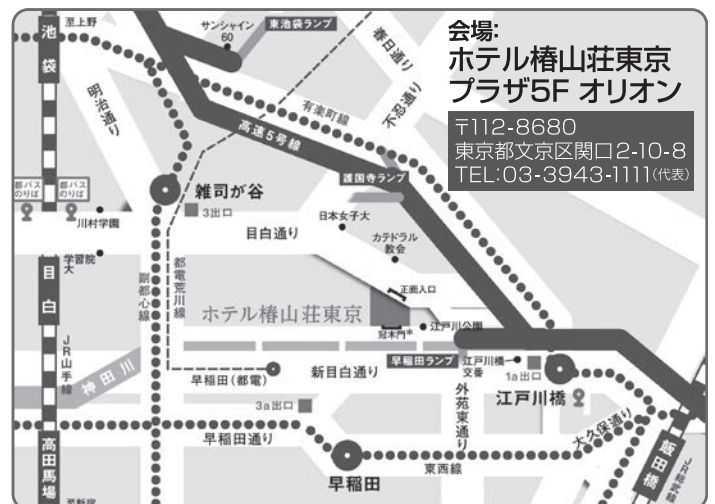 会場:
ホテル椿山荘東京
プラザ5F オリオン
〒112-8680
東京都文京区関口2-10-8
TEL:03-3943-1111(代表)
至上野
池袋
サンシャイン
60
東池袋ランプ
春日通り
不忍通り
明治通り
有楽町線
高速5号線
護国寺ランプ
都バス
のりば
都バス
のりば
川村学園
雑司が谷
3出口
日本女子大
目白通り
カテドラル
教会
学習院
大
目白
副都心線
都電荒川線
正面入口
ホテル椿山荘東京
冠木門*
江戸川公園
JR山手線
神田川
早稲田ランプ
江戸川橋
交番
1a出口
早稲田(都電)
新目白通り
外苑東通り
江戸川橋
3a出口
早稲田通り
大久保通り
高田馬場
早稲田
東西線
飯田橋
JR総武線
至新宿